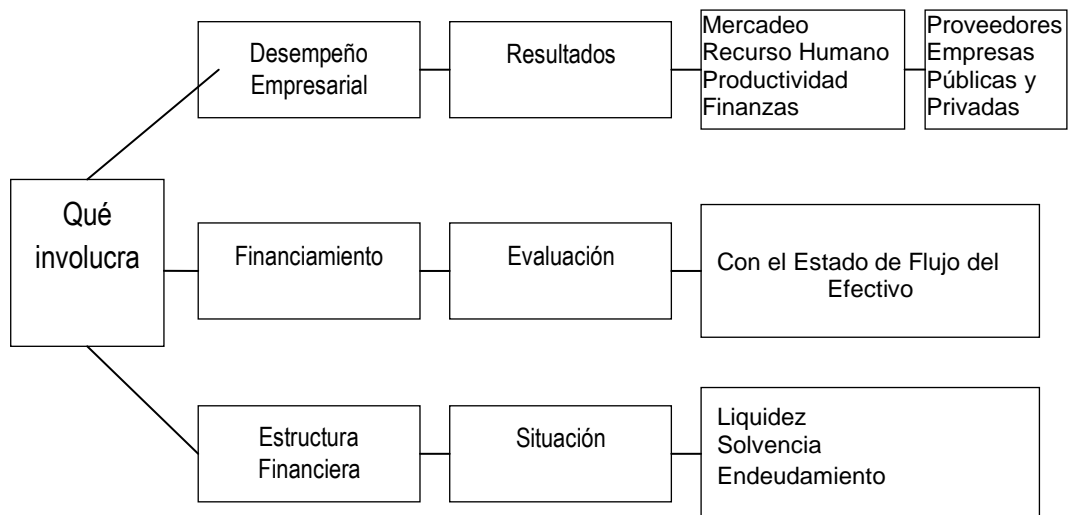 Qué
involucra
Desempeño
Empresarial
Resultados
Mercadeo
Recurso Humano
Productividad
Finanzas
Proveedores
Empresas
Públicas y
Privadas
Financiamiento
Evaluación
Con el Estado de Flujo del
Efectivo
Estructura
Financiera
Situación
Liquidez
Solvencia
Endeudamiento